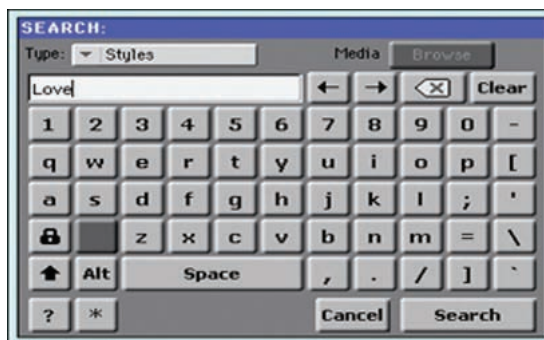 SEARCH:
Type: Styles Media Browse
Love Clear
1 2 3 4 5 6 7 8 9 0 -
q w e r t y u i o p [
a s d f g h j k l ; '
z x c v b n m = \
Alt Space , . / ] `
? * Cancel Search